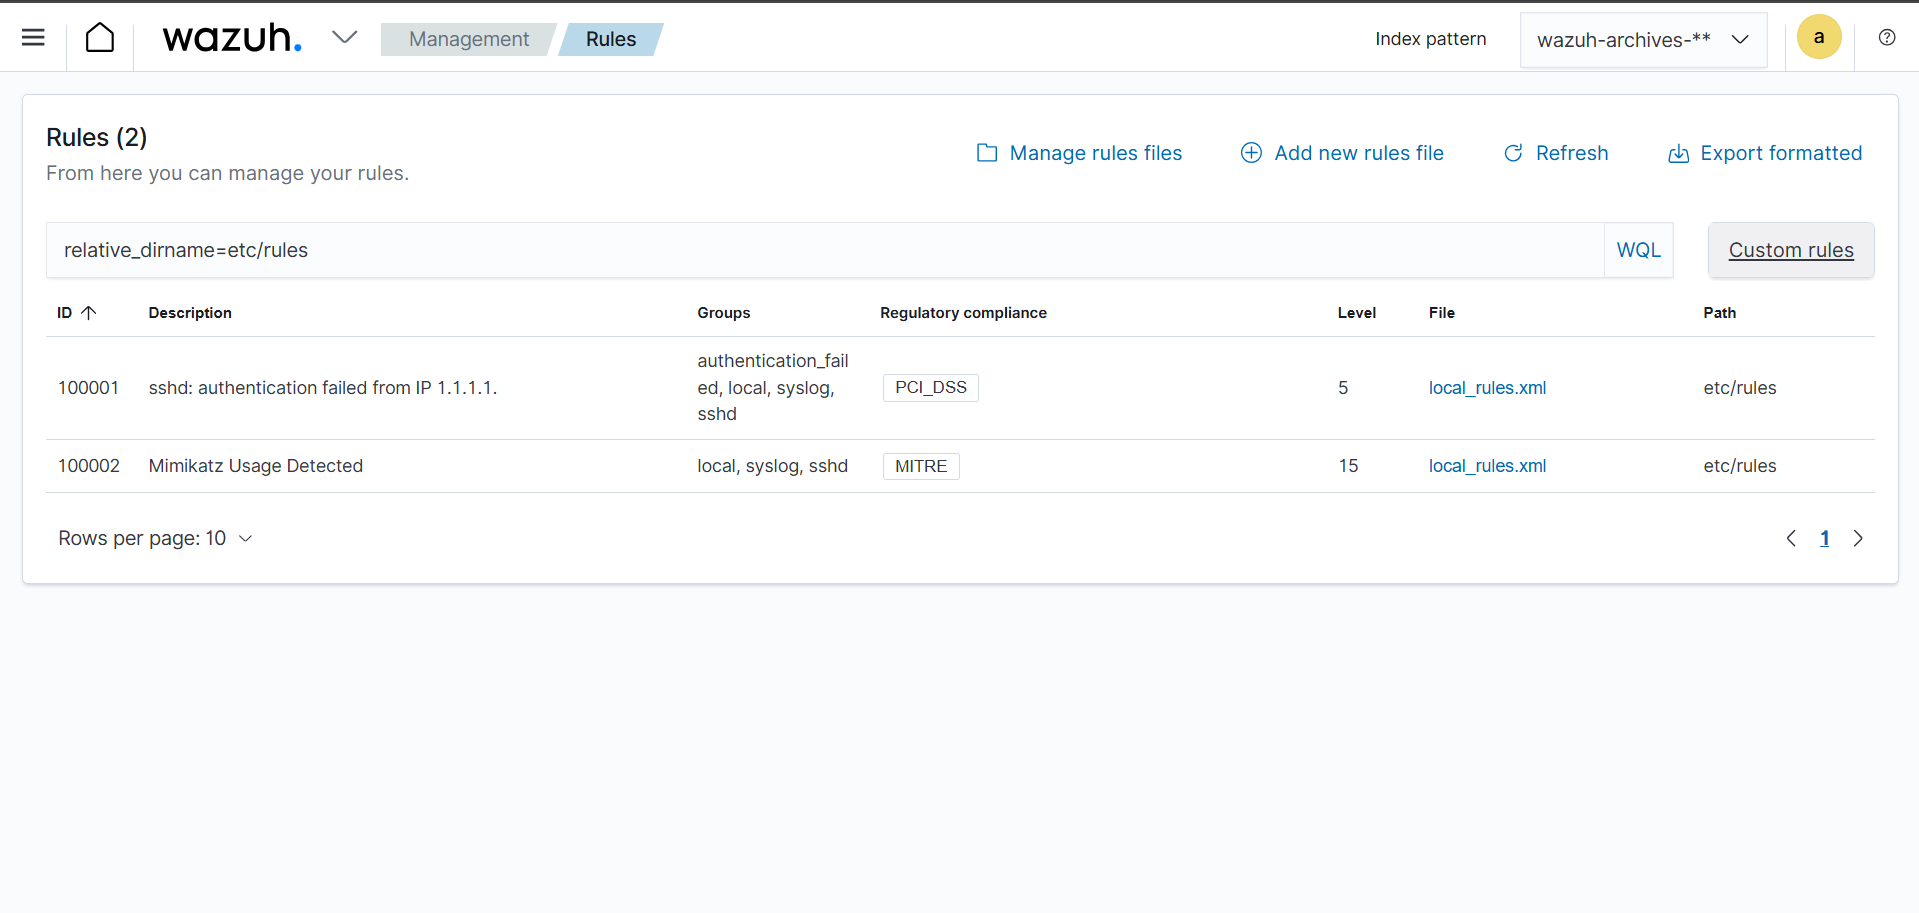 wazuh.
Management
Rules
Index pattern
wazuh-archives-**
a
Rules (2)
From here you can manage your rules.
Manage rules files
Add new rules file
Refresh
Export formatted
relative_dirname=etc/rules
WQL
Custom rules
ID Description Groups Regulatory compliance Level File Path
100001 sshd: authentication failed from IP 1.1.1.1.
authentication_fail
ed, local, syslog,
sshd
PCI_DSS 5 local_rules.xml etc/rules
100002 Mimikatz Usage Detected local, syslog, sshd MITRE 15 local_rules.xml etc/rules
Rows per page: 10
1